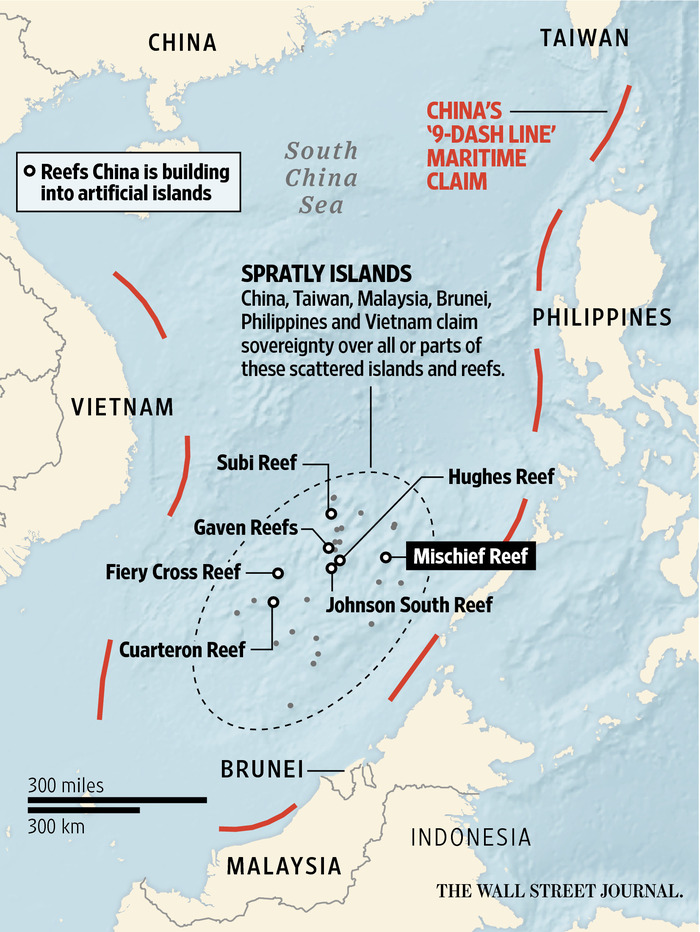 CHINA
TAIWAN
CHINA'S
'9-DASH LINE'
MARITIME
CLAIM
South
China
Sea
Reefs China is building
into artificial islands
SPRATLY ISLANDS
China, Taiwan, Malaysia, Brunei,
Philippines and Vietnam claim
sovereignty over all or parts of
these scattered islands and reefs.
PHILIPPINES
VIETNAM
Subi Reef
Hughes Reef
Gaven Reefs
Mischief Reef
Fiery Cross Reef
Johnson South Reef
Cuarteron Reef
BRUNEI
300 miles
300 km
INDONESIA
MALAYSIA
THE WALL STREET JOURNAL.